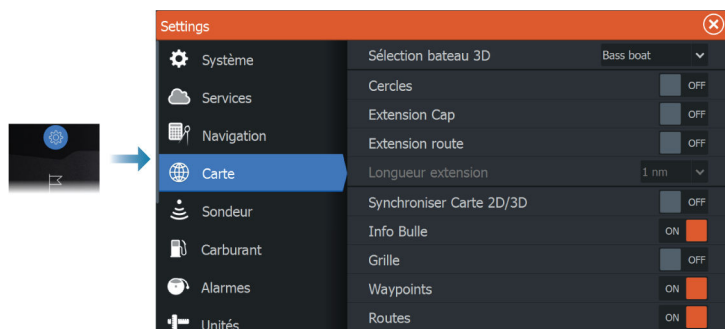 Settings
Système
Services
Navigation
Carte
Sondeur
Carburant
Alarmes
Unités
Sélection bateau 3D Bass boat
Cercles OFF
Extension Cap OFF
Extension route OFF
Longueur extension 1 nm
Synchroniser Carte 2D/3D OFF
Info Bulle ON
Grille OFF
Waypoints ON
Routes ON